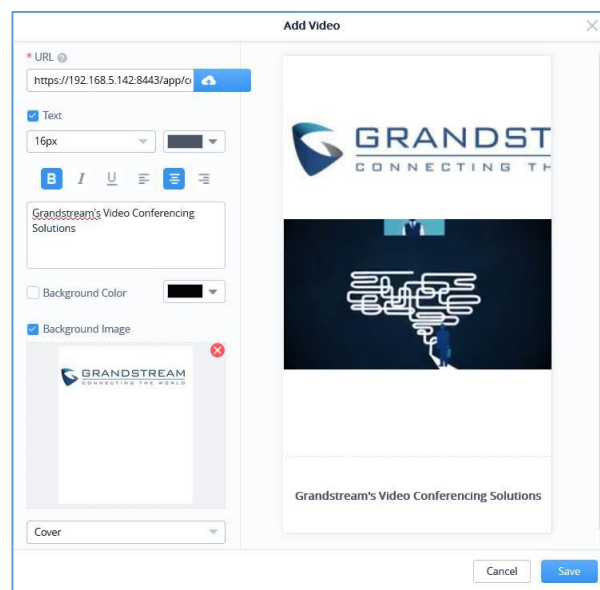 Add Video
* URL
https://192.168.5.142:8443/app/c
Text
16px
B I U
Grandstream's Video Conferencing
Solutions
Background Color
Background Image
GRANDSTREAM
CONNECTING THE WORLD
Cover
GRANDST
CONNECTING TH
Grandstream's Video Conferencing Solutions
Cancel
Save